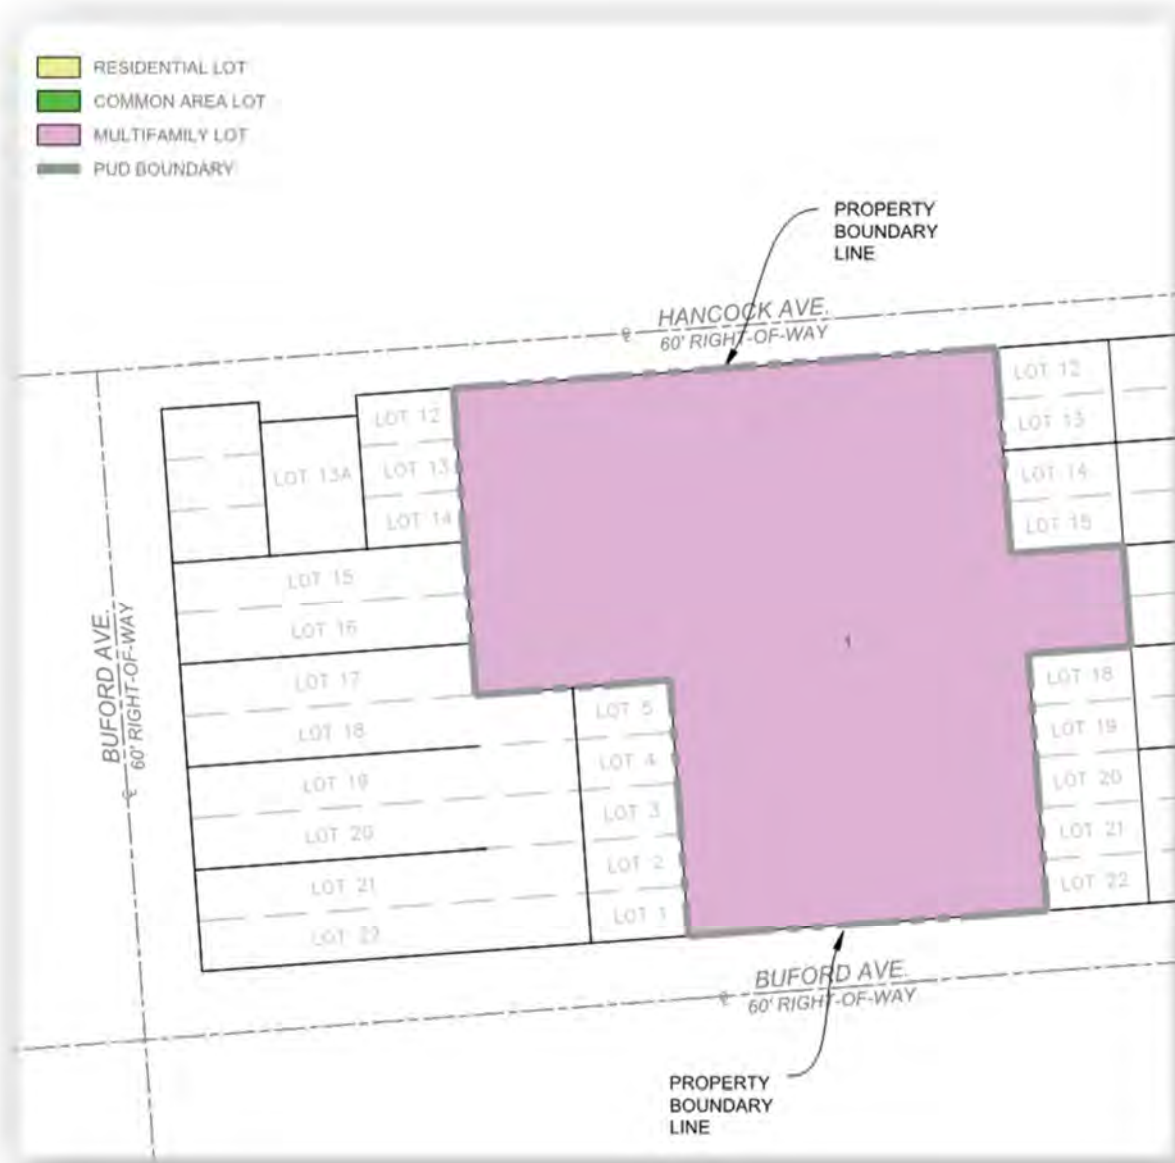 RESIDENTIAL LOT
COMMON AREA LOT
MULTIFAMILY LOT
PUD BOUNDARY
PROPERTY
BOUNDARY
LINE
HANCOCK AVE.
60' RIGHT-OF-WAY
LOT 12
LOT 13
LOT 14
LOT 15
LOT 12
LOT 13A
LOT 13
LOT 14
LOT 15
LOT 16
LOT 17
LOT 18
LOT 19
LOT 20
LOT 21
LOT 22
BUFORD AVE.
60' RIGHT-OF-WAY
1
LOT 5
LOT 4
LOT 3
LOT 2
LOT 1
LOT 18
LOT 19
LOT 20
LOT 21
LOT 22
BUFORD AVE.
60' RIGHT-OF-WAY
PROPERTY
BOUNDARY
LINE